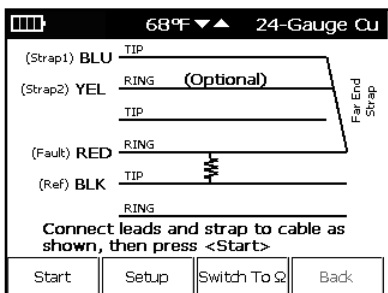 68°F ▼▲ 24-Gauge Cu
(Strap1) BLU TIP
(Strap2) YEL RING (Optional)
TIP
(Fault) RED RING
(Ref) BLK TIP
RING
Far End
Strap
Connect leads and strap to cable as
shown, then press <Start>
Start Setup Switch To Ω Back